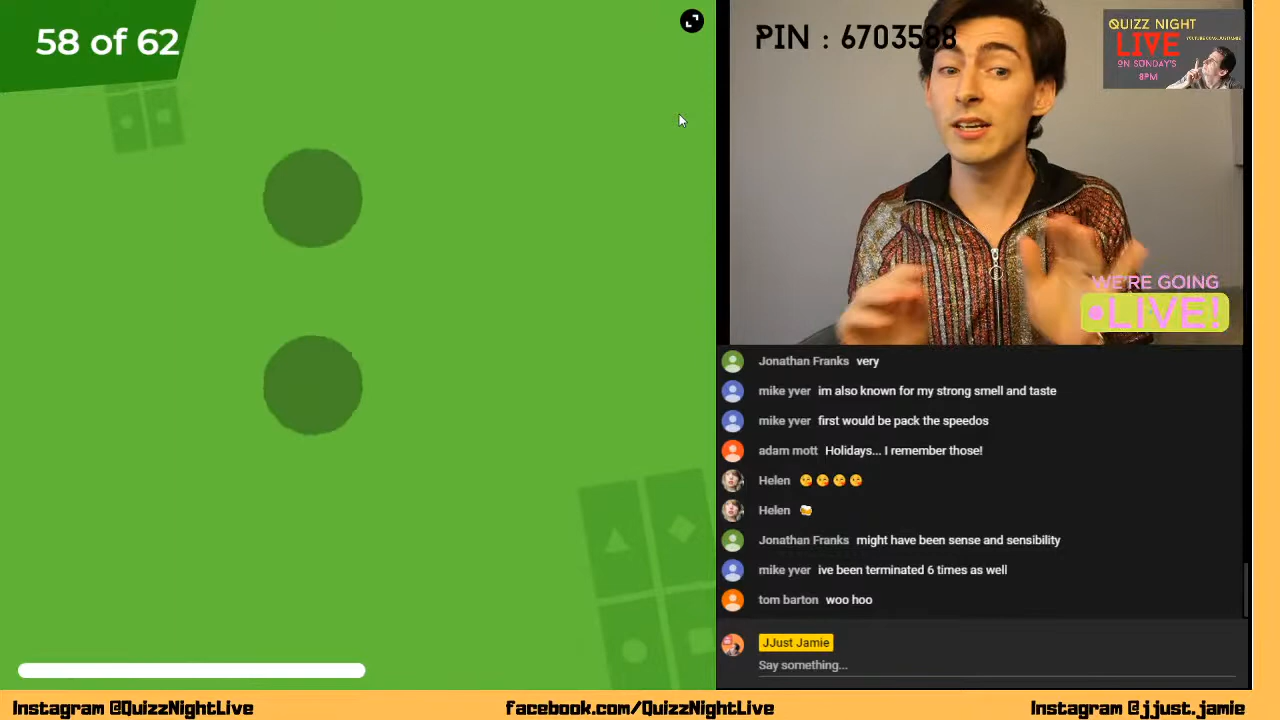 58 of 62
PIN : 6703588
QUIZZ NIGHT
LIVE
ON SUNDAY'S
8PM
WE'RE GOING
LIVE!
Jonathan Franks very
mike yver im also known for my strong smell and taste
mike yver first would be pack the speedos
adam mott Holidays... I remember those!
Helen 😘 😘 😘 😘
Helen 🍻
Jonathan Franks might have been sense and sensibility
mike yver ive been terminated 6 times as well
tom barton woo hoo
JJust Jamie
Say something...
Instagram @QuizzNightLive
facebook.com/QuizzNightLive
Instagram @jjust.jamie